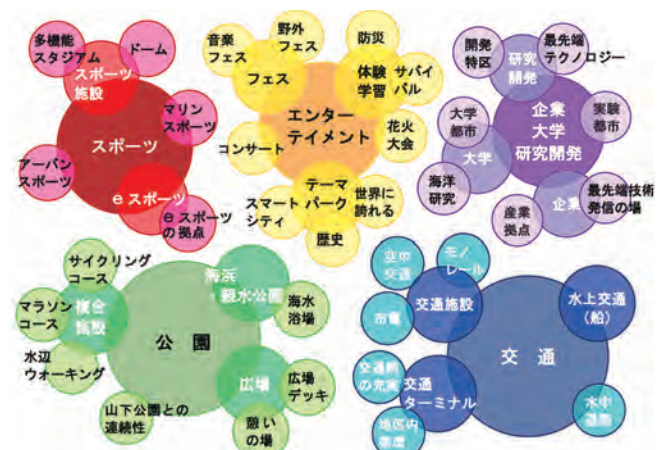 多機能
スタジアム
ドーム
スポーツ
施設
マリン
スポーツ
スポーツ
アーバン
スポーツ
eスポーツ
eスポーツ
の拠点
音楽
フェス
野外
フェス
フェス
防災
体験
学習
サバイ
バル
エンター
テイメント
花火
大会
コンサート
テーマ
パーク
スマート
シティ
世界に
誇れる
歴史
開発
特区
研究
開発
最先端
テクノロジー
企業
大学
研究開発
大学
都市
大学
実験
都市
海洋
研究
企業
最先端技術
発信の場
産業
拠点
サイクリング
コース
海浜
・親水公園
マラソン
コース
複合
施設
海水
浴場
公園
水辺
ウォーキング
広場
広場
デッキ
山下公園との
連続性
憩いの場
空中
交通
モノ
レール
交通施設
水上交通
（船）
市電
交通
交通
ターミナル
水中